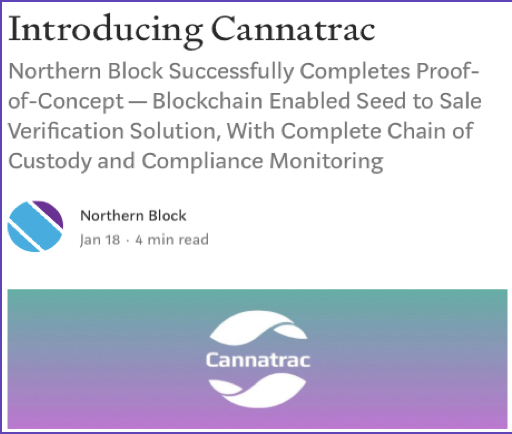 Introducing Cannatrac
Northern Block Successfully Completes Proof-
of-Concept — Blockchain Enabled Seed to Sale
Verification Solution, With Complete Chain of
Custody and Compliance Monitoring
Northern Block
Jan 18 · 4 min read
Cannatrac